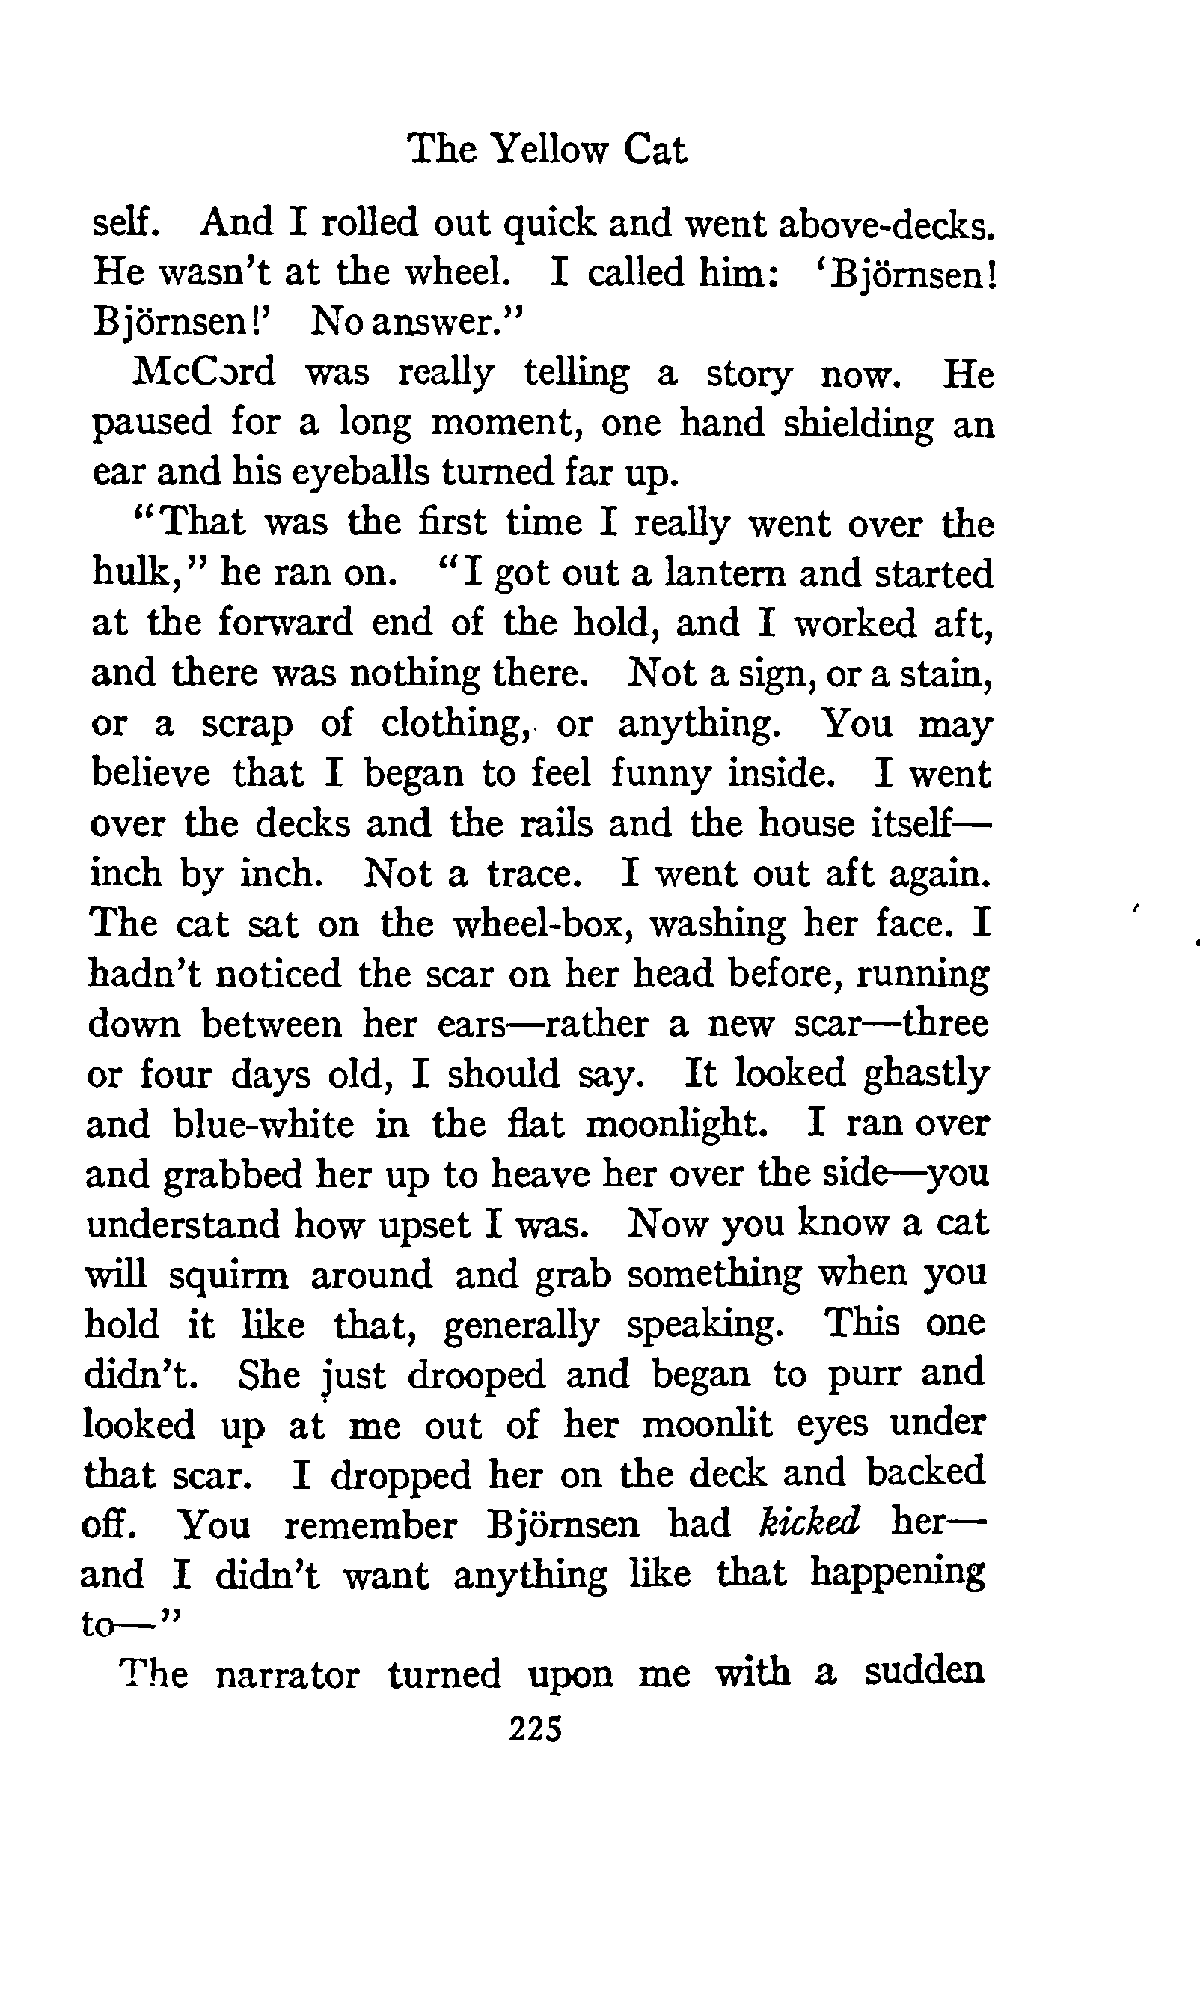 The Yellow Cat
self. And I rolled out quick and went above-decks.
He wasn't at the wheel. I called him: 'Björnsen!
Björnsen!' No answer."
McCord was really telling a story now. He
paused for a long moment, one hand shielding an
ear and his eyeballs turned far up.
"That was the first time I really went over the
hulk," he ran on. "I got out a lantern and started
at the forward end of the hold, and I worked aft,
and there was nothing there. Not a sign, or a stain,
or a scrap of clothing, or anything. You may
believe that I began to feel funny inside. I went
over the decks and the rails and the house itself—
inch by inch. Not a trace. I went out aft again.
The cat sat on the wheel-box, washing her face. I
hadn't noticed the scar on her head before, running
down between her ears—rather a new scar—three
or four days old, I should say. It looked ghastly
and blue-white in the flat moonlight. I ran over
and grabbed her up to heave her over the side—you
understand how upset I was. Now you know a cat
will squirm around and grab something when you
hold it like that, generally speaking. This one
didn't. She just drooped and began to purr and
looked up at me out of her moonlit eyes under
that scar. I dropped her on the deck and backed
off. You remember Björnsen had kicked her—
and I didn't want anything like that happening
to—"
The narrator turned upon me with a sudden
225